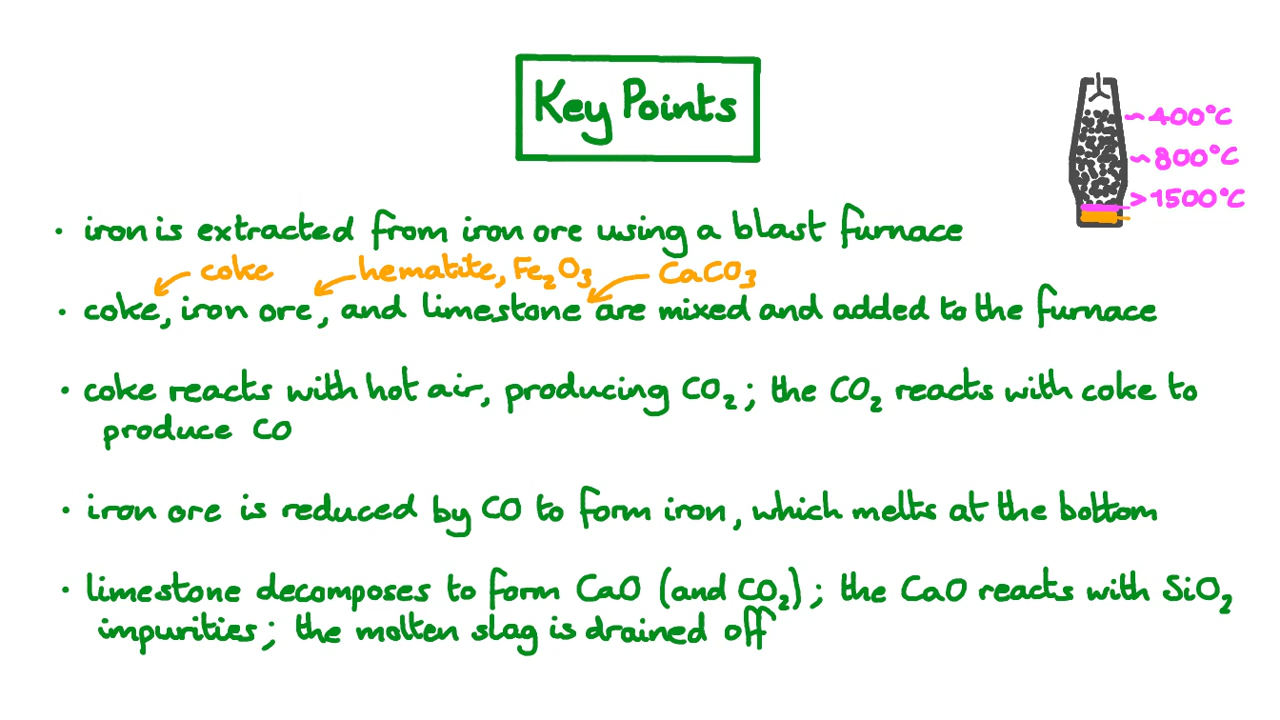 Key Points
~400°C
~800°C
>1500°C
· iron is extracted from iron ore using a blast furnace
coke hematite, Fe₂O₃ CaCO₃
· coke, iron ore, and limestone are mixed and added to the furnace
· coke reacts with hot air, producing CO₂; the CO₂ reacts with coke to
produce CO
· iron ore is reduced by CO to form iron, which melts at the bottom
· limestone decomposes to form CaO (and CO₂); the CaO reacts with SiO₂
impurities; the molten slag is drained off